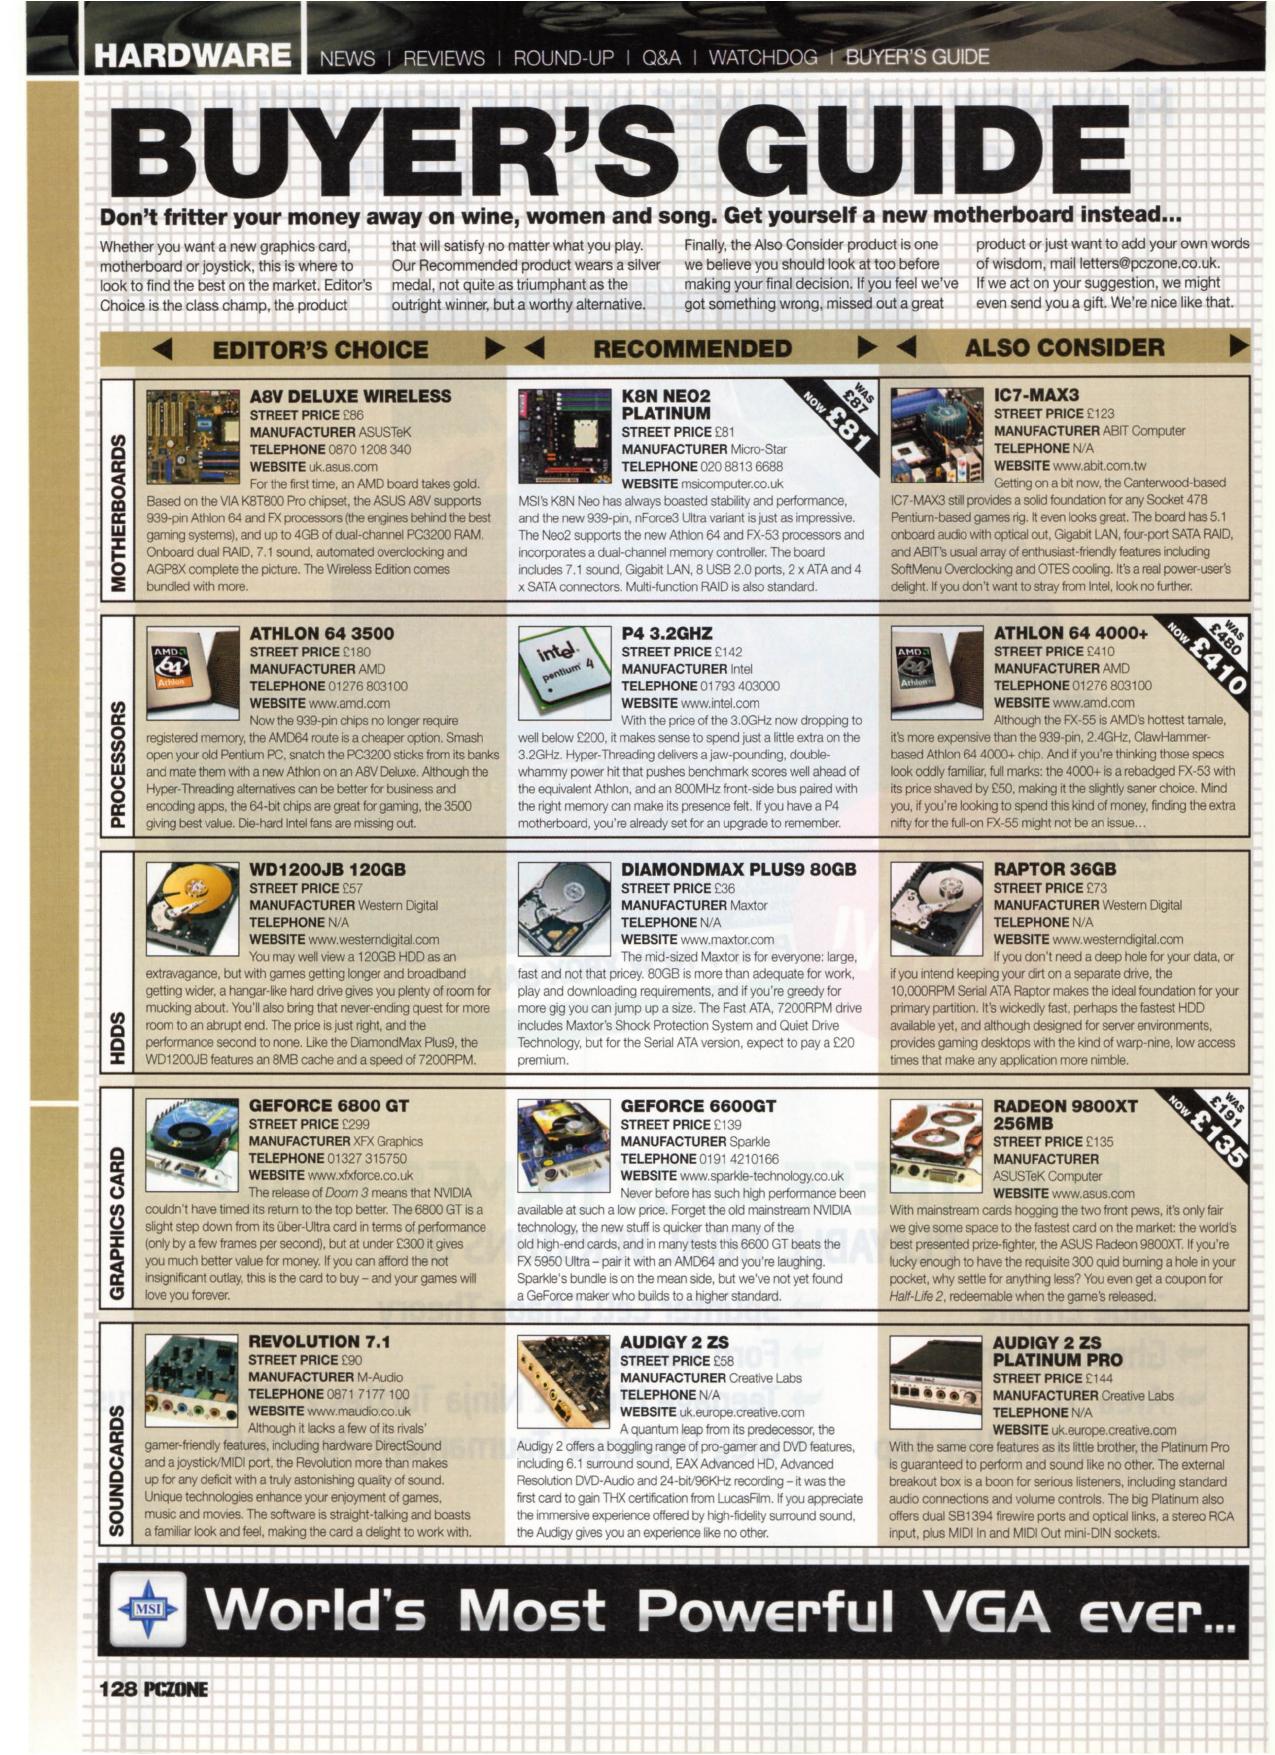 HARDWARE
NEWS | REVIEWS | ROUND-UP | Q&A | WATCHDOG | BUYER'S GUIDE
BUYER'S GUIDE
Don't fritter your money away on wine, women and song. Get yourself a new motherboard instead...
Whether you want a new graphics card,
motherboard or joystick, this is where to
look to find the best on the market. Editor's
Choice is the class champ, the product
that will satisfy no matter what you play.
Our Recommended product wears a silver
medal, not quite as triumphant as the
outright winner, but a worthy alternative.
Finally, the Also Consider product is one
we believe you should look at too before
making your final decision. If you feel we've
got something wrong, missed out a great
product or just want to add your own words
of wisdom, mail letters@pczone.co.uk.
If we act on your suggestion, we might
even send you a gift. We're nice like that.
EDITOR'S CHOICE
RECOMMENDED
ALSO CONSIDER
MOTHERBOARDS
A8V DELUXE WIRELESS
STREET PRICE £86
MANUFACTURER ASUSTeK
TELEPHONE 0870 1208 340
WEBSITE uk.asus.com
For the first time, an AMD board takes gold.
Based on the VIA K8T800 Pro chipset, the ASUS A8V supports
939-pin Athlon 64 and FX processors (the engines behind the best
gaming systems), and up to 4GB of dual-channel PC3200 RAM.
Onboard dual RAID, 7.1 sound, automated overclocking and
AGP8X complete the picture. The Wireless Edition comes
bundled with more.
K8N NEO2
PLATINUM
STREET PRICE £81
MANUFACTURER Micro-Star
TELEPHONE 020 8813 6688
WEBSITE msicomputer.co.uk
WAS
£87
NOW £81
MSI's K8N Neo has always boasted stability and performance,
and the new 939-pin, nForce3 Ultra variant is just as impressive.
The Neo2 supports the new Athlon 64 and FX-53 processors and
incorporates a dual-channel memory controller. The board
includes 7.1 sound, Gigabit LAN, 8 USB 2.0 ports, 2 x ATA and 4
x SATA connectors. Multi-function RAID is also standard.
IC7-MAX3
STREET PRICE £123
MANUFACTURER ABIT Computer
TELEPHONE N/A
WEBSITE www.abit.com.tw
Getting on a bit now, the Canterwood-based
IC7-MAX3 still provides a solid foundation for any Socket 478
Pentium-based games rig. It even looks great. The board has 5.1
onboard audio with optical out, Gigabit LAN, four-port SATA RAID,
and ABIT's usual array of enthusiast-friendly features including
SoftMenu Overclocking and OTES cooling. It's a real power-user's
delight. If you don't want to stray from Intel, look no further.
PROCESSORS
AMD
64
Athlon
ATHLON 64 3500
STREET PRICE £180
MANUFACTURER AMD
TELEPHONE 01276 803100
WEBSITE www.amd.com
Now the 939-pin chips no longer require
registered memory, the AMD64 route is a cheaper option. Smash
open your old Pentium PC, snatch the PC3200 sticks from its banks
and mate them with a new Athlon on an A8V Deluxe. Although the
Hyper-Threading alternatives can be better for business and
encoding apps, the 64-bit chips are great for gaming, the 3500
giving best value. Die-hard Intel fans are missing out.
intel
pentium 4
P4 3.2GHZ
STREET PRICE £142
MANUFACTURER Intel
TELEPHONE 01793 403000
WEBSITE www.intel.com
With the price of the 3.0GHz now dropping to
well below £200, it makes sense to spend just a little extra on the
3.2GHz. Hyper-Threading delivers a jaw-pounding, double-
whammy power hit that pushes benchmark scores well ahead of
the equivalent Athlon, and an 800MHz front-side bus paired with
the right memory can make its presence felt. If you have a P4
motherboard, you're already set for an upgrade to remember.
AMD
64
Athlon
ATHLON 64 4000+
STREET PRICE £410
MANUFACTURER AMD
TELEPHONE 01276 803100
WEBSITE www.amd.com
WAS
£480
NOW £410
Although the FX-55 is AMD's hottest tamale,
it's more expensive than the 939-pin, 2.4GHz, ClawHammer-
based Athlon 64 4000+ chip. And if you're thinking those specs
look oddly familiar, full marks: the 4000+ is a rebadged FX-53 with
its price shaved by £50, making it the slightly saner choice. Mind
you, if you're looking to spend this kind of money, finding the extra
nifty for the full-on FX-55 might not be an issue...
HDDS
WD1200JB 120GB
STREET PRICE £57
MANUFACTURER Western Digital
TELEPHONE N/A
WEBSITE www.westerndigital.com
You may well view a 120GB HDD as an
extravagance, but with games getting longer and broadband
getting wider, a hangar-like hard drive gives you plenty of room for
mucking about. You'll also bring that never-ending quest for more
room to an abrupt end. The price is just right, and the
performance second to none. Like the DiamondMax Plus9, the
WD1200JB features an 8MB cache and a speed of 7200RPM.
DIAMONDMAX PLUS9 80GB
STREET PRICE £36
MANUFACTURER Maxtor
TELEPHONE N/A
WEBSITE www.maxtor.com
The mid-sized Maxtor is for everyone: large,
fast and not that pricey. 80GB is more than adequate for work,
play and downloading requirements, and if you're greedy for
more gig you can jump up a size. The Fast ATA, 7200RPM drive
includes Maxtor's Shock Protection System and Quiet Drive
Technology, but for the Serial ATA version, expect to pay a £20
premium.
RAPTOR 36GB
STREET PRICE £73
MANUFACTURER Western Digital
TELEPHONE N/A
WEBSITE www.westerndigital.com
If you don't need a deep hole for your data, or
if you intend keeping your dirt on a separate drive, the
10,000RPM Serial ATA Raptor makes the ideal foundation for your
primary partition. It's wickedly fast, perhaps the fastest HDD
available yet, and although designed for server environments,
provides gaming desktops with the kind of warp-nine, low access
times that make any application more nimble.
GRAPHICS CARD
GEFORCE 6800 GT
STREET PRICE £299
MANUFACTURER XFX Graphics
TELEPHONE 01327 315750
WEBSITE www.xfxforce.co.uk
The release of Doom 3 means that NVIDIA
couldn't have timed its return to the top better. The 6800 GT is a
slight step down from its über-Ultra card in terms of performance
(only by a few frames per second), but at under £300 it gives
you much better value for money. If you can afford the not
insignificant outlay, this is the card to buy – and your games will
love you forever.
GEFORCE 6600GT
STREET PRICE £139
MANUFACTURER Sparkle
TELEPHONE 0191 4210166
WEBSITE www.sparkle-technology.co.uk
Never before has such high performance been
available at such a low price. Forget the old mainstream NVIDIA
technology, the new stuff is quicker than many of the
old high-end cards, and in many tests this 6600 GT beats the
FX 5950 Ultra – pair it with an AMD64 and you're laughing.
Sparkle's bundle is on the mean side, but we've not yet found
a GeForce maker who builds to a higher standard.
RADEON 9800XT
256MB
STREET PRICE £135
MANUFACTURER
ASUSTeK Computer
WEBSITE www.asus.com
WAS
£191
NOW £135
With mainstream cards hogging the two front pews, it's only fair
we give some space to the fastest card on the market: the world's
best presented prize-fighter, the ASUS Radeon 9800XT. If you're
lucky enough to have the requisite 300 quid burning a hole in your
pocket, why settle for anything less? You even get a coupon for
Half-Life 2, redeemable when the game's released.
SOUNDCARDS
REVOLUTION 7.1
STREET PRICE £90
MANUFACTURER M-Audio
TELEPHONE 0871 7177 100
WEBSITE www.maudio.co.uk
Although it lacks a few of its rivals'
gamer-friendly features, including hardware DirectSound
and a joystick/MIDI port, the Revolution more than makes
up for any deficit with a truly astonishing quality of sound.
Unique technologies enhance your enjoyment of games,
music and movies. The software is straight-talking and boasts
a familiar look and feel, making the card a delight to work with.
AUDIGY 2 ZS
STREET PRICE £58
MANUFACTURER Creative Labs
TELEPHONE N/A
WEBSITE uk.europe.creative.com
A quantum leap from its predecessor, the
Audigy 2 offers a boggling range of pro-gamer and DVD features,
including 6.1 surround sound, EAX Advanced HD, Advanced
Resolution DVD-Audio and 24-bit/96KHz recording – it was the
first card to gain THX certification from LucasFilm. If you appreciate
the immersive experience offered by high-fidelity surround sound,
the Audigy gives you an experience like no other.
AUDIGY 2 ZS
PLATINUM PRO
STREET PRICE £144
MANUFACTURER Creative Labs
TELEPHONE N/A
WEBSITE uk.europe.creative.com
With the same core features as its little brother, the Platinum Pro
is guaranteed to perform and sound like no other. The external
breakout box is a boon for serious listeners, including standard
audio connections and volume controls. The big Platinum also
offers dual SB1394 firewire ports and optical links, a stereo RCA
input, plus MIDI In and MIDI Out mini-DIN sockets.
MSI
World's Most Powerful VGA ever...
128 PCZONE